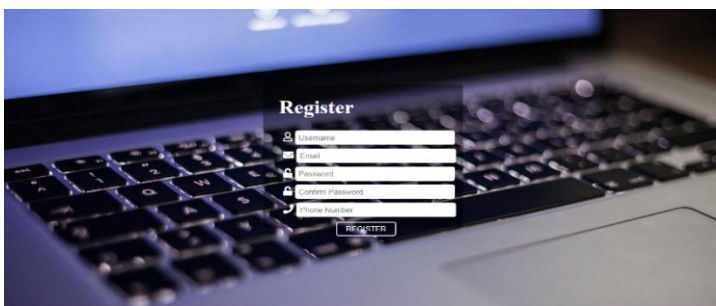 Register
Username
Email
Password
Confirm Password
Phone Number
REGISTER